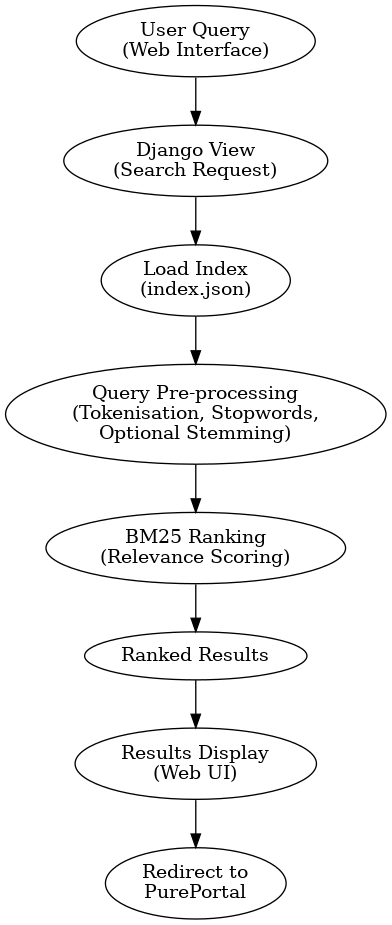 User Query
(Web Interface)
Django View
(Search Request)
Load Index
(index.json)
Query Pre-processing
(Tokenisation, Stopwords,
Optional Stemming)
BM25 Ranking
(Relevance Scoring)
Ranked Results
Results Display
(Web UI)
Redirect to
PurePortal